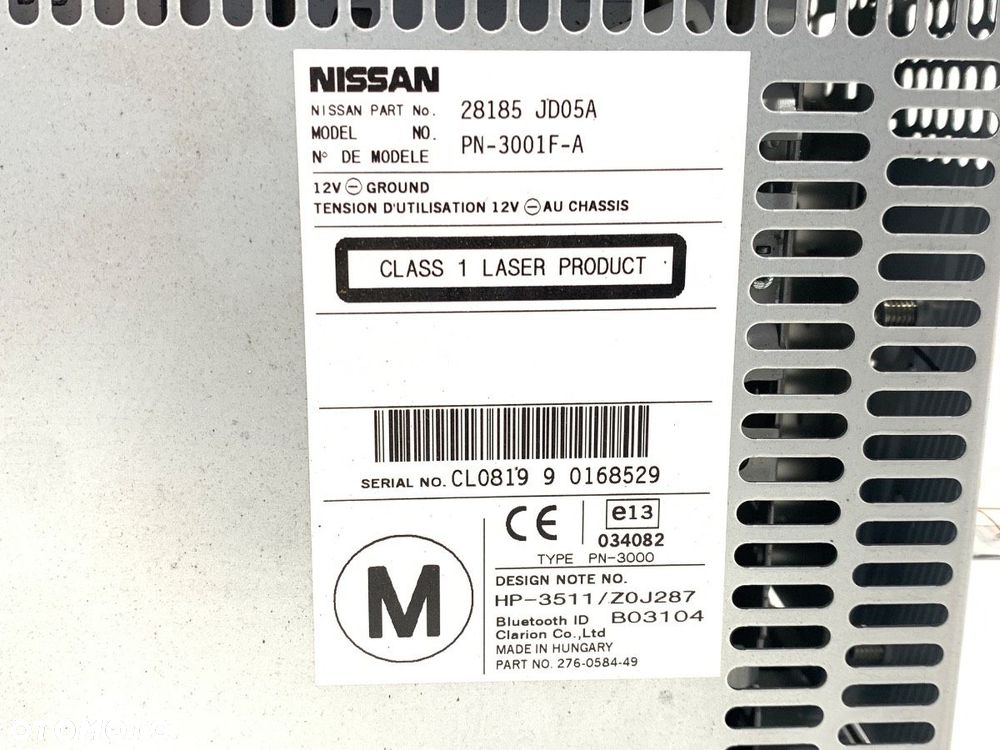 NISSAN
NISSAN PART No. 28185 JD05A
MODEL NO.
N° DE MODELE PN-3001F-A
12V ⊖ GROUND
TENSION D'UTILISATION 12V ⊖ AU CHASSIS
CLASS 1 LASER PRODUCT
SERIAL NO. CL0819 9 0168529
M
CE
e13
034082
TYPE PN-3000
DESIGN NOTE NO.
HP-3511/Z0J287
Bluetooth ID B03104
Clarion Co.,Ltd
MADE IN HUNGARY
PART NO. 276-0584-49
OTOMOTO